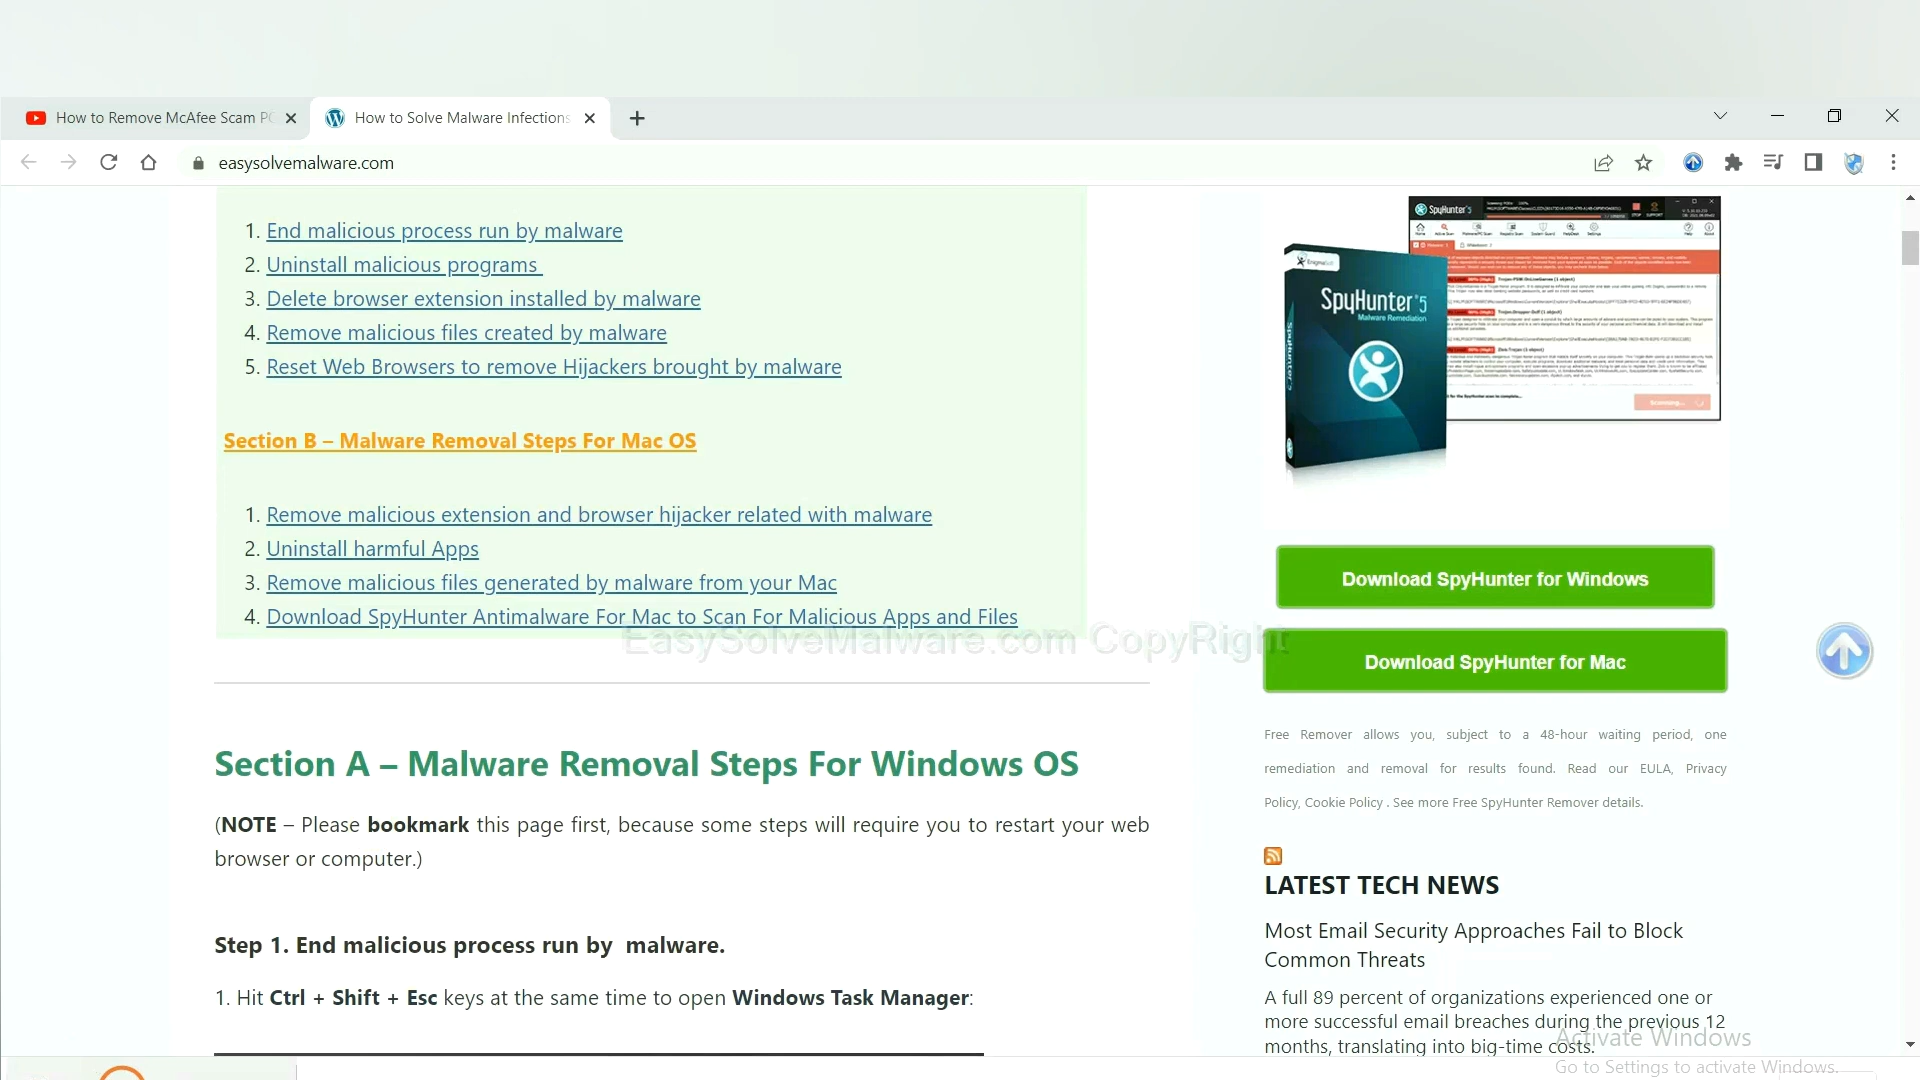 How to Remove McAfee Scam PO
How to Solve Malware Infections
easysolvemalware.com
1. End malicious process run by malware
2. Uninstall malicious programs
3. Delete browser extension installed by malware
4. Remove malicious files created by malware
5. Reset Web Browsers to remove Hijackers brought by malware
Section B – Malware Removal Steps For Mac OS
1. Remove malicious extension and browser hijacker related with malware
2. Uninstall harmful Apps
3. Remove malicious files generated by malware from your Mac
4. Download SpyHunter Antimalware For Mac to Scan For Malicious Apps and Files
EasySolveMalware.com CopyRight
Section A – Malware Removal Steps For Windows OS
(NOTE – Please bookmark this page first, because some steps will require you to restart your web
browser or computer.)
Step 1. End malicious process run by malware.
1. Hit Ctrl + Shift + Esc keys at the same time to open Windows Task Manager:
SpyHunter 5
EnigmaSoft
SpyHunter 5
Malware Remediation
Scanning...
Download SpyHunter for Windows
Download SpyHunter for Mac
Free Remover allows you, subject to a 48-hour waiting period, one
remediation and removal for results found. Read our EULA, Privacy
Policy, Cookie Policy . See more Free SpyHunter Remover details.
LATEST TECH NEWS
Most Email Security Approaches Fail to Block
Common Threats
A full 89 percent of organizations experienced one or
more successful email breaches during the previous 12
months, translating into big-time costs.
Activate Windows
Go to Settings to activate Windows.